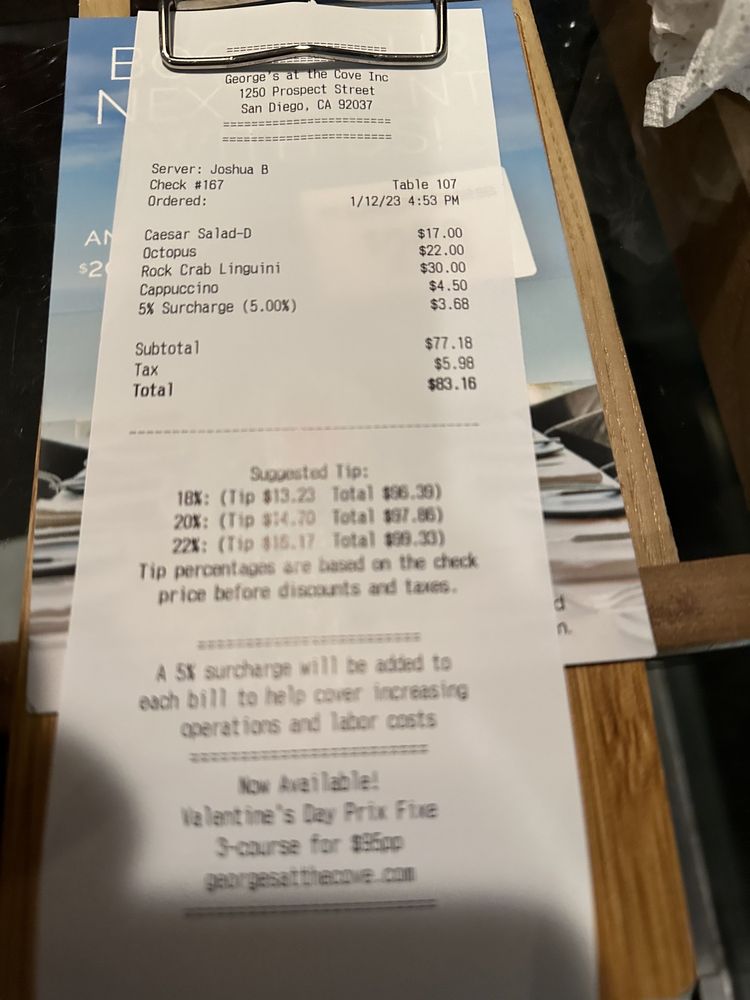 George's at the Cove Inc
1250 Prospect Street
San Diego, CA 92037
Server: Joshua B
Check #167 Table 107
Ordered: 1/12/23 4:53 PM
Caesar Salad-D $17.00
Octopus $22.00
Rock Crab Linguini $30.00
Cappuccino $4.50
5% Surcharge (5.00%) $3.68
Subtotal $77.18
Tax $5.98
Total $83.16
Suggested Tip:
18%: (Tip $13.23 Total $96.39)
20%: (Tip $14.70 Total $97.86)
22%: (Tip $16.17 Total $99.33)
Tip percentages are based on the check
price before discounts and taxes.
A 5% surcharge will be added to
each bill to help cover increasing
operations and labor costs
Now Available!
Valentine's Day Prix Fixe
3-course for $95pp
georgesatthecove.com